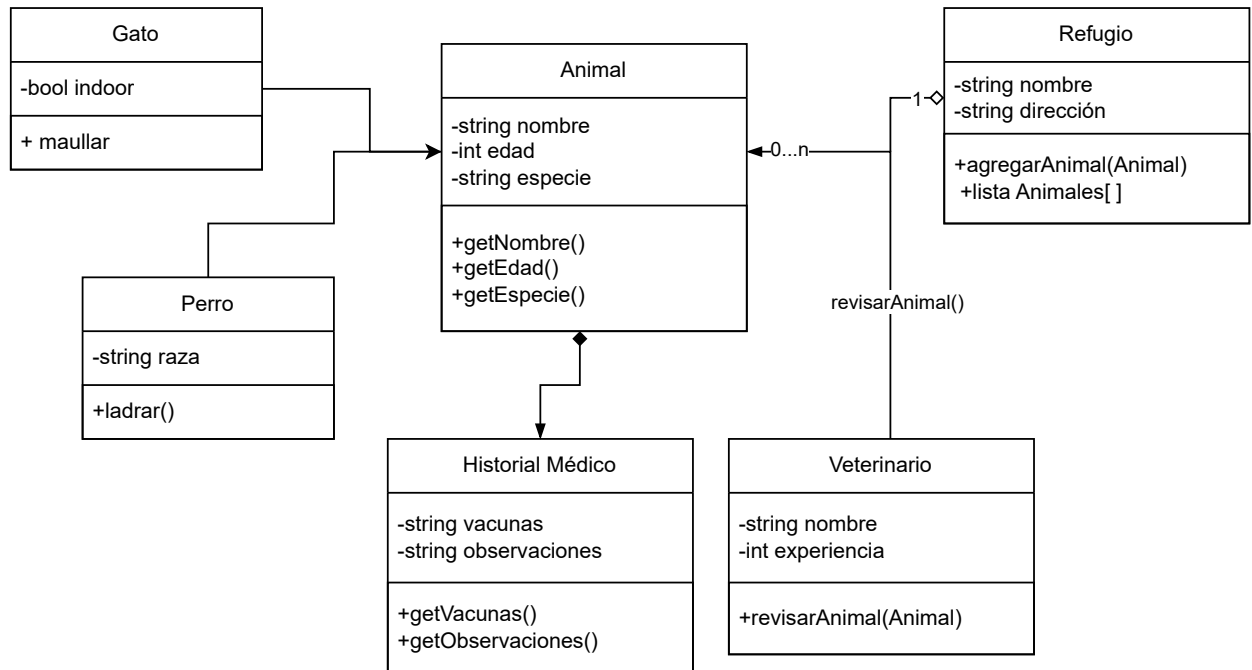 Gato
-bool indoor
+ maullar
Animal
-string nombre
-int edad
-string especie
+getNombre()
+getEdad()
+getEspecie()
Refugio
-string nombre
-string dirección
+agregarAnimal(Animal)
+lista Animales[ ]
1
0...n
revisarAnimal()
Perro
-string raza
+ladrar()
Historial Médico
-string vacunas
-string observaciones
+getVacunas()
+getObservaciones()
Veterinario
-string nombre
-int experiencia
+revisarAnimal(Animal)